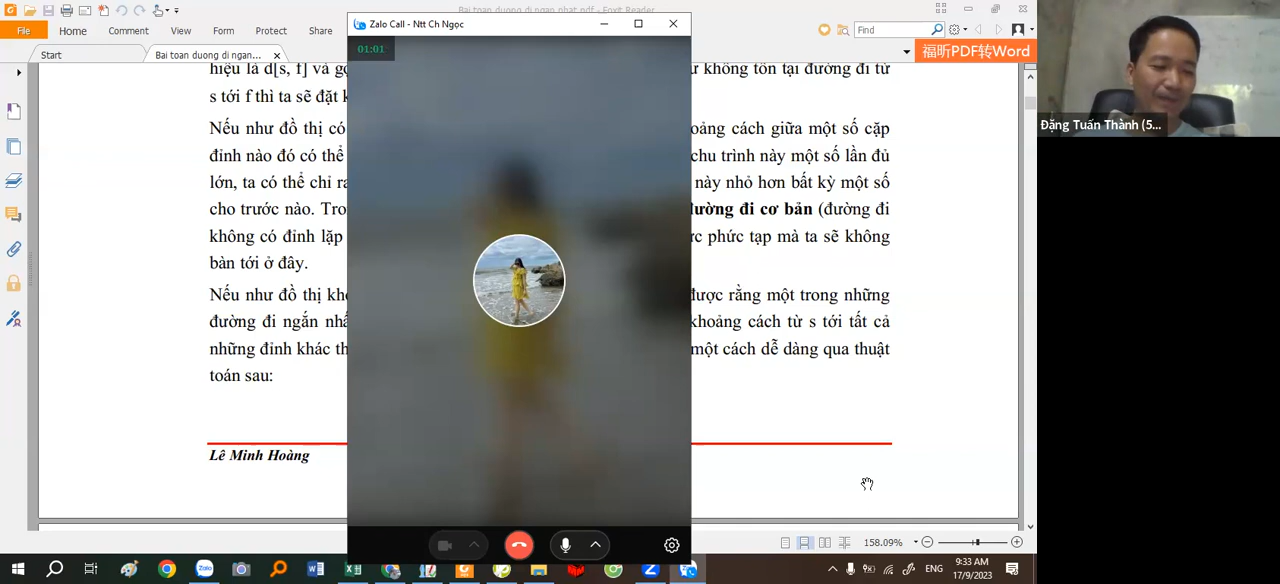 Bai toan duong di ngan nhat.pdf - Foxit Reader
File Home Comment View Form Protect Share
Find
Start
Bai toan duong di ngan...
福昕PDF转Word
Zalo Call - Ntt Ch Ngọc
01:01
Đặng Tuấn Thành (5...
hiệu là d[s, f] và gọ
không tồn tại đường đi từ
s tới f thì ta sẽ đặt k
Nếu như đồ thị có
oảng cách giữa một số cặp
đỉnh nào đó có thể
chu trình này một số lần đủ
lớn, ta có thể chỉ ra
này nhỏ hơn bất kỳ một số
cho trước nào. Tro
đường đi cơ bản (đường đi
không có đỉnh lặp
c phức tạp mà ta sẽ không
bàn tới ở đây.
Nếu như đồ thị khô
được rằng một trong những
đường đi ngắn nhấ
khoảng cách từ s tới tất cả
những đỉnh khác th
một cách dễ dàng qua thuật
toán sau:
Lê Minh Hoàng
158.09%
ENG
9:33 AM
17/9/2023